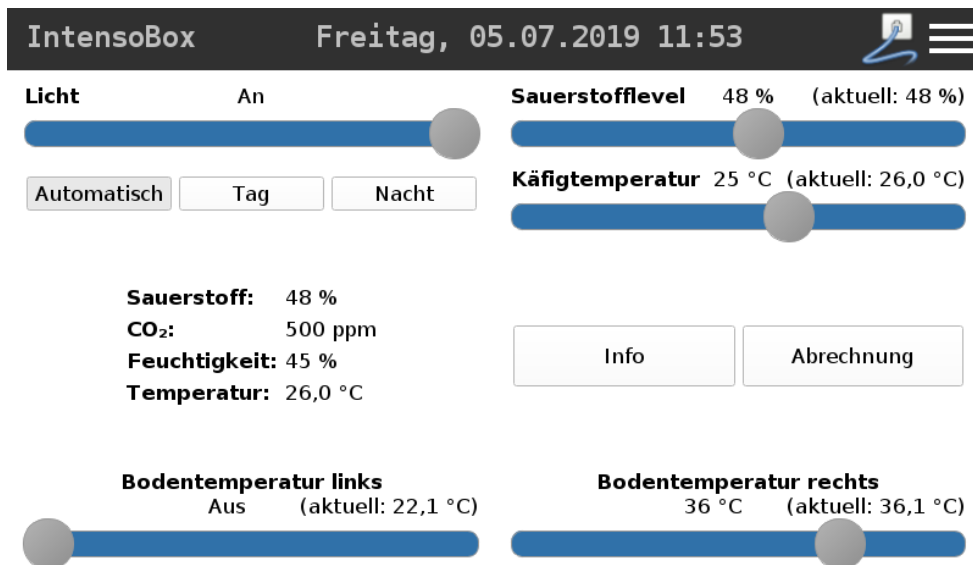 IntensoBox Freitag, 05.07.2019 11:53
Licht An
Automatisch Tag Nacht
Sauerstofflevel 48 % (aktuell: 48 %)
Käfigtemperatur 25 °C (aktuell: 26,0 °C)
Sauerstoff: 48 %
CO₂: 500 ppm
Feuchtigkeit: 45 %
Temperatur: 26,0 °C
Info Abrechnung
Bodentemperatur links
Aus (aktuell: 22,1 °C)
Bodentemperatur rechts
36 °C (aktuell: 36,1 °C)